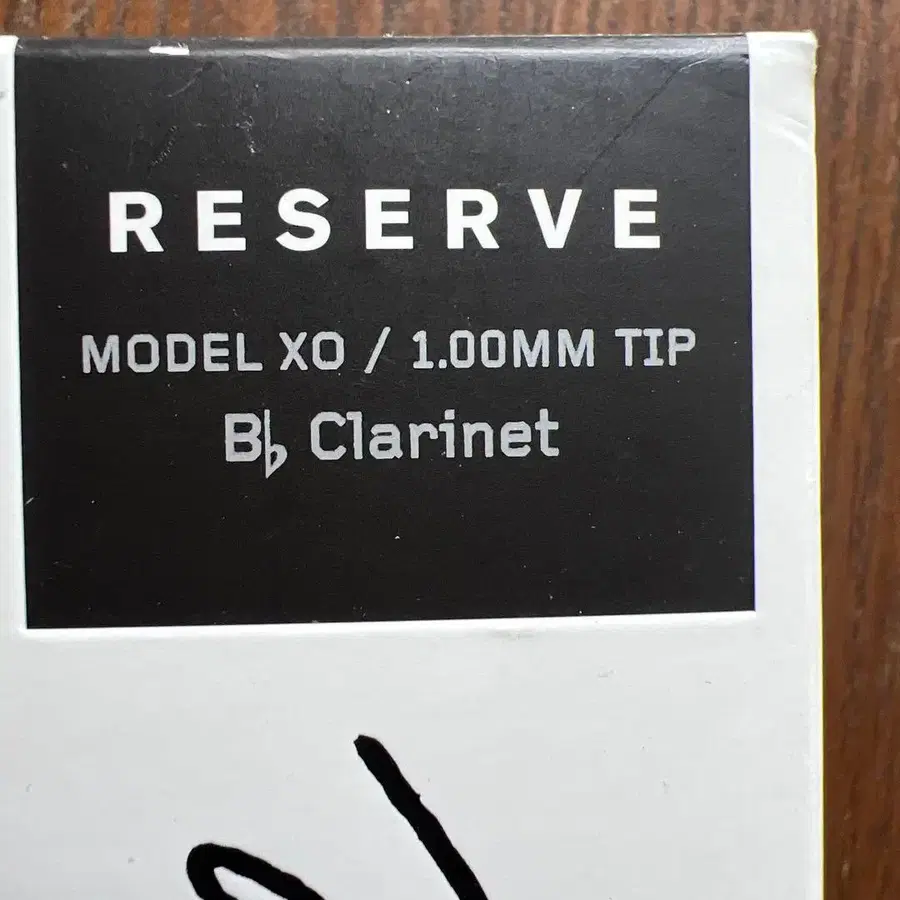 RESERVE
MODEL XO / 1.00MM TIP
B♭ Clarinet